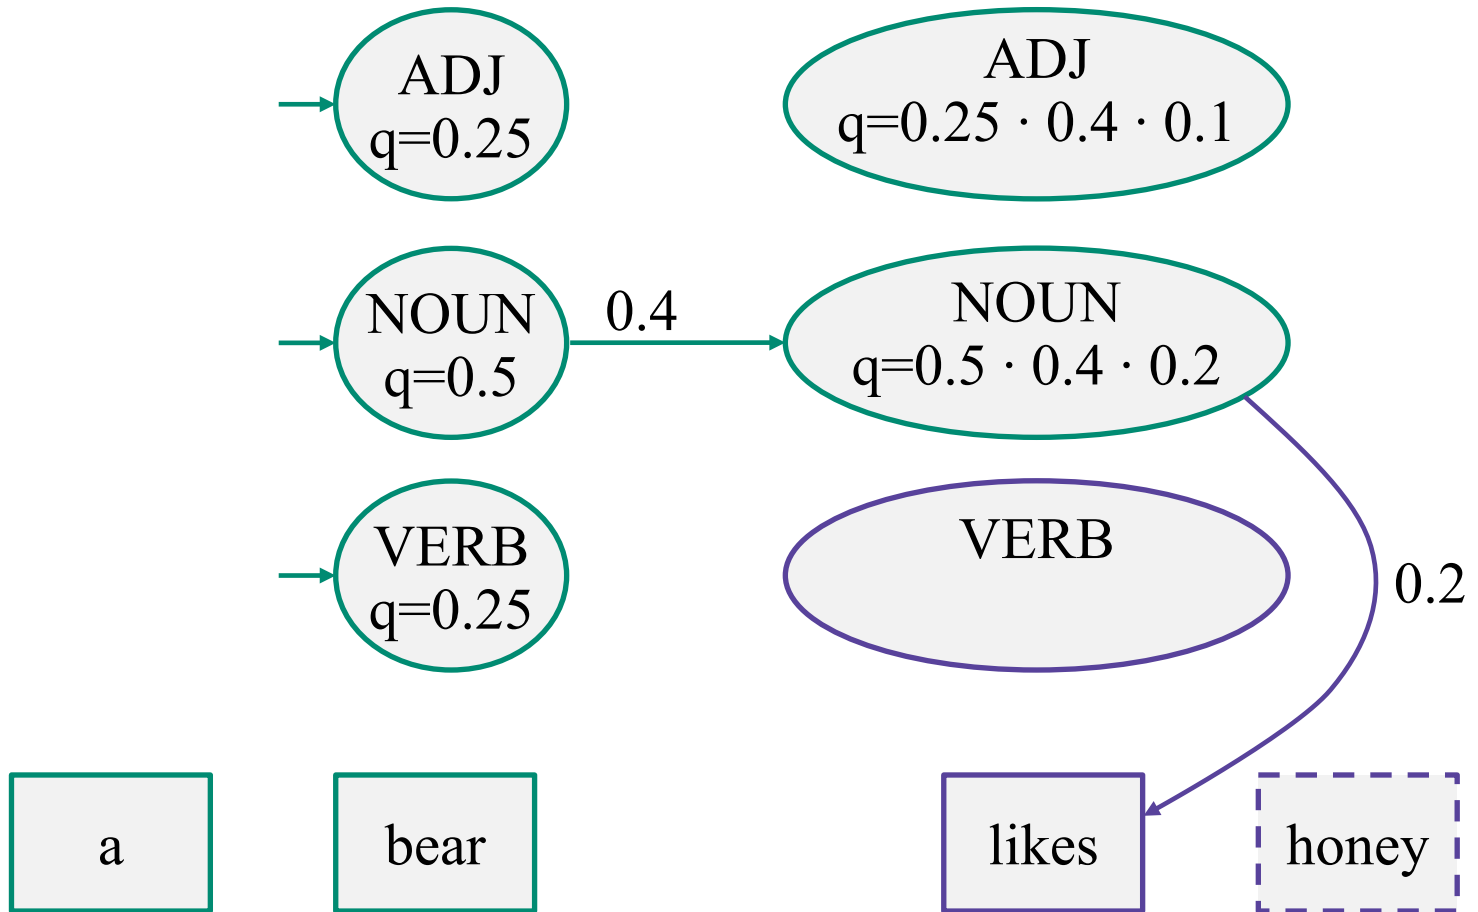 ADJ
q=0.25
ADJ
q=0.25 · 0.4 · 0.1
NOUN
q=0.5
0.4
NOUN
q=0.5 · 0.4 · 0.2
VERB
q=0.25
VERB
0.2
a
bear
likes
honey